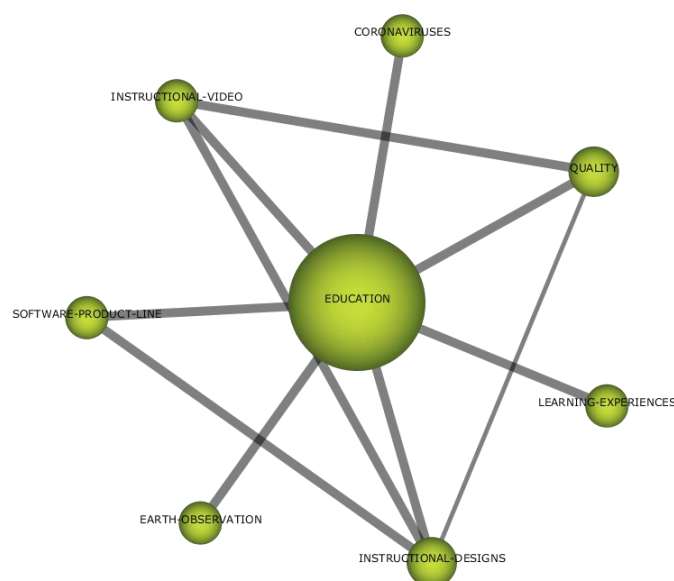 CORONAVIRUSES
INSTRUCTIONAL-VIDEO
QUALITY
EDUCATION
SOFTWARE-PRODUCT-LINE
LEARNING-EXPERIENCES
EARTH-OBSERVATION
INSTRUCTIONAL-DESIGNS